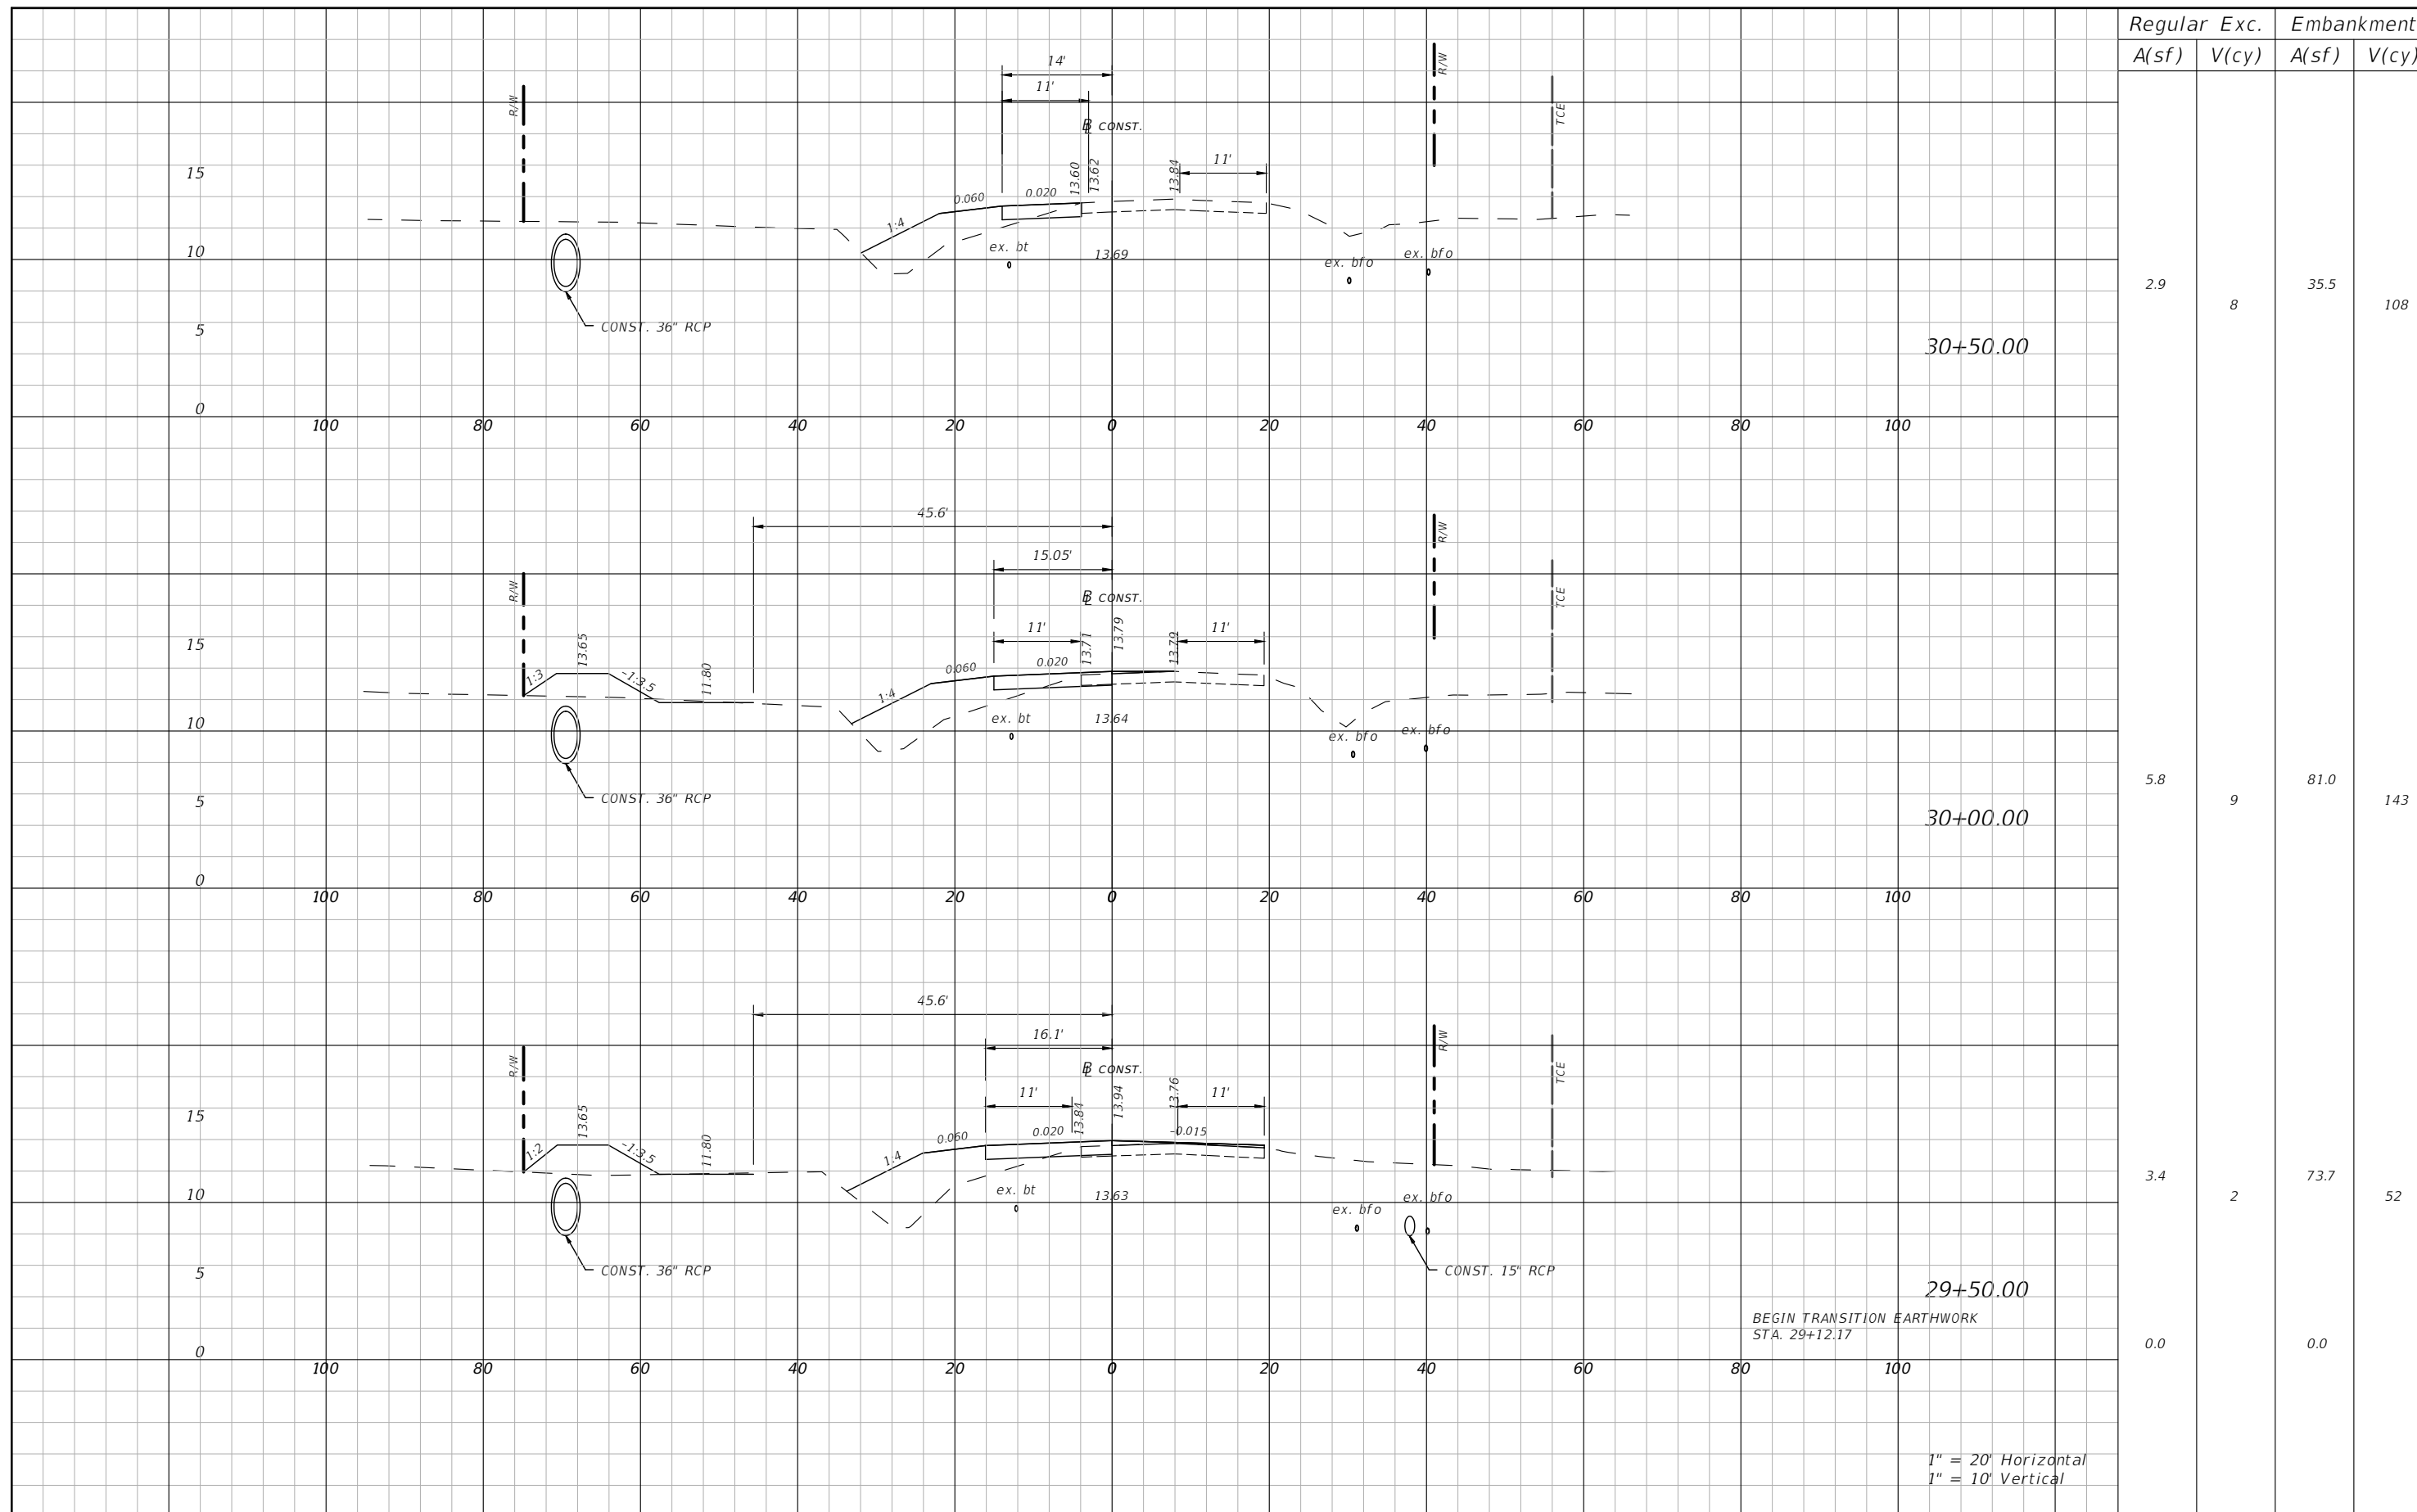 Regular Exc. Embankment
A(sf) V(cy) A(sf) V(cy)
14'
11'
R/W
R/W
TCE
BL CONST.
15
13.60
13.62
13.84
11'
0.060
0.020
1:4
10
ex. bt
13.69
ex. bfo
ex. bfo
5
CONST. 36" RCP
2.9
8
35.5
108
30+50.00
0
100 80 60 40 20 0 20 40 60 80 100
45.6'
15.05'
R/W
R/W
TCE
BL CONST.
15
13.65
11.80
11'
13.71
13.79
13.79
11'
1:3
-1:3.5
0.060
0.020
1:4
10
ex. bt
13.64
ex. bfo
ex. bfo
5
CONST. 36" RCP
5.8
9
81.0
143
30+00.00
0
100 80 60 40 20 0 20 40 60 80 100
45.6'
16.1'
R/W
R/W
TCE
BL CONST.
15
13.65
11.80
11'
13.84
13.94
13.76
11'
1:2
-1:3.5
0.060
0.020
-0.015
1:4
10
ex. bt
13.63
ex. bfo
ex. bfo
5
CONST. 36" RCP
CONST. 15" RCP
3.4
2
73.7
52
29+50.00
BEGIN TRANSITION EARTHWORK
STA. 29+12.17
0.0
0.0
0
100 80 60 40 20 0 20 40 60 80 100
1" = 20' Horizontal
1" = 10' Vertical